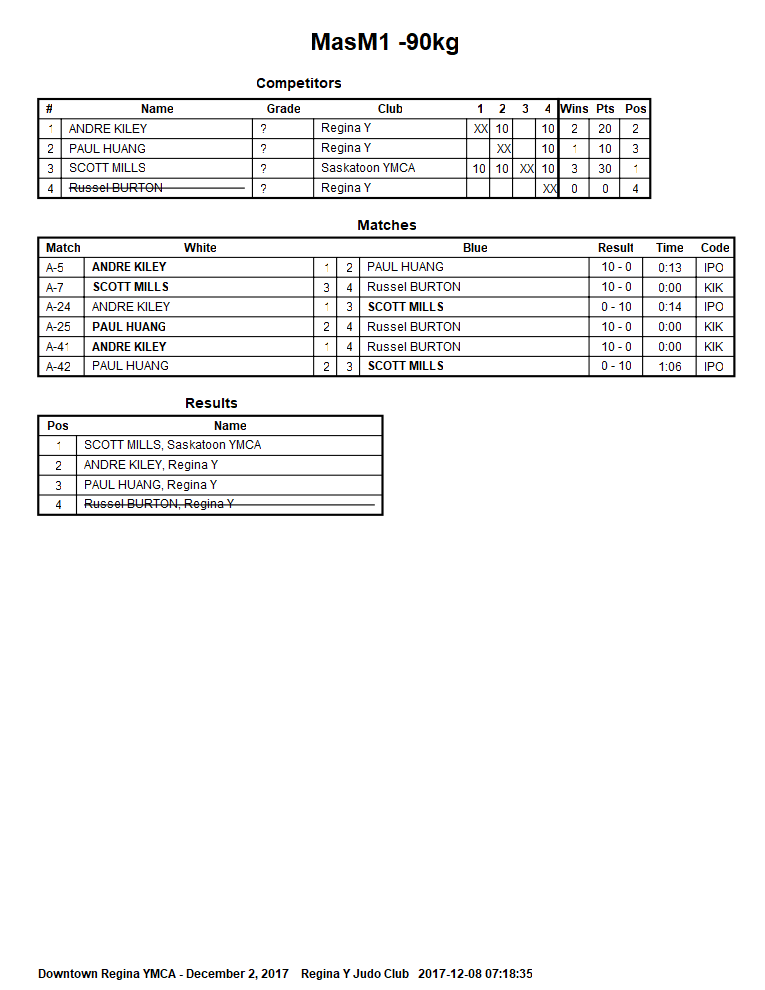 MasM1 -90kg
Competitors
# Name Grade Club 1 2 3 4 Wins Pts Pos
1 ANDRE KILEY ? Regina Y XX 10 10 2 20 2
2 PAUL HUANG ? Regina Y XX 10 1 10 3
3 SCOTT MILLS ? Saskatoon YMCA 10 10 XX 10 3 30 1
4 Russel BURTON ? Regina Y XX 0 0 4
Matches
Match White Blue Result Time Code
A-5 ANDRE KILEY 1 2 PAUL HUANG 10 - 0 0:13 IPO
A-7 SCOTT MILLS 3 4 Russel BURTON 10 - 0 0:00 KIK
A-24 ANDRE KILEY 1 3 SCOTT MILLS 0 - 10 0:14 IPO
A-25 PAUL HUANG 2 4 Russel BURTON 10 - 0 0:00 KIK
A-41 ANDRE KILEY 1 4 Russel BURTON 10 - 0 0:00 KIK
A-42 PAUL HUANG 2 3 SCOTT MILLS 0 - 10 1:06 IPO
Results
Pos Name
1 SCOTT MILLS, Saskatoon YMCA
2 ANDRE KILEY, Regina Y
3 PAUL HUANG, Regina Y
4 Russel BURTON, Regina Y
Downtown Regina YMCA - December 2, 2017 Regina Y Judo Club 2017-12-08 07:18:35